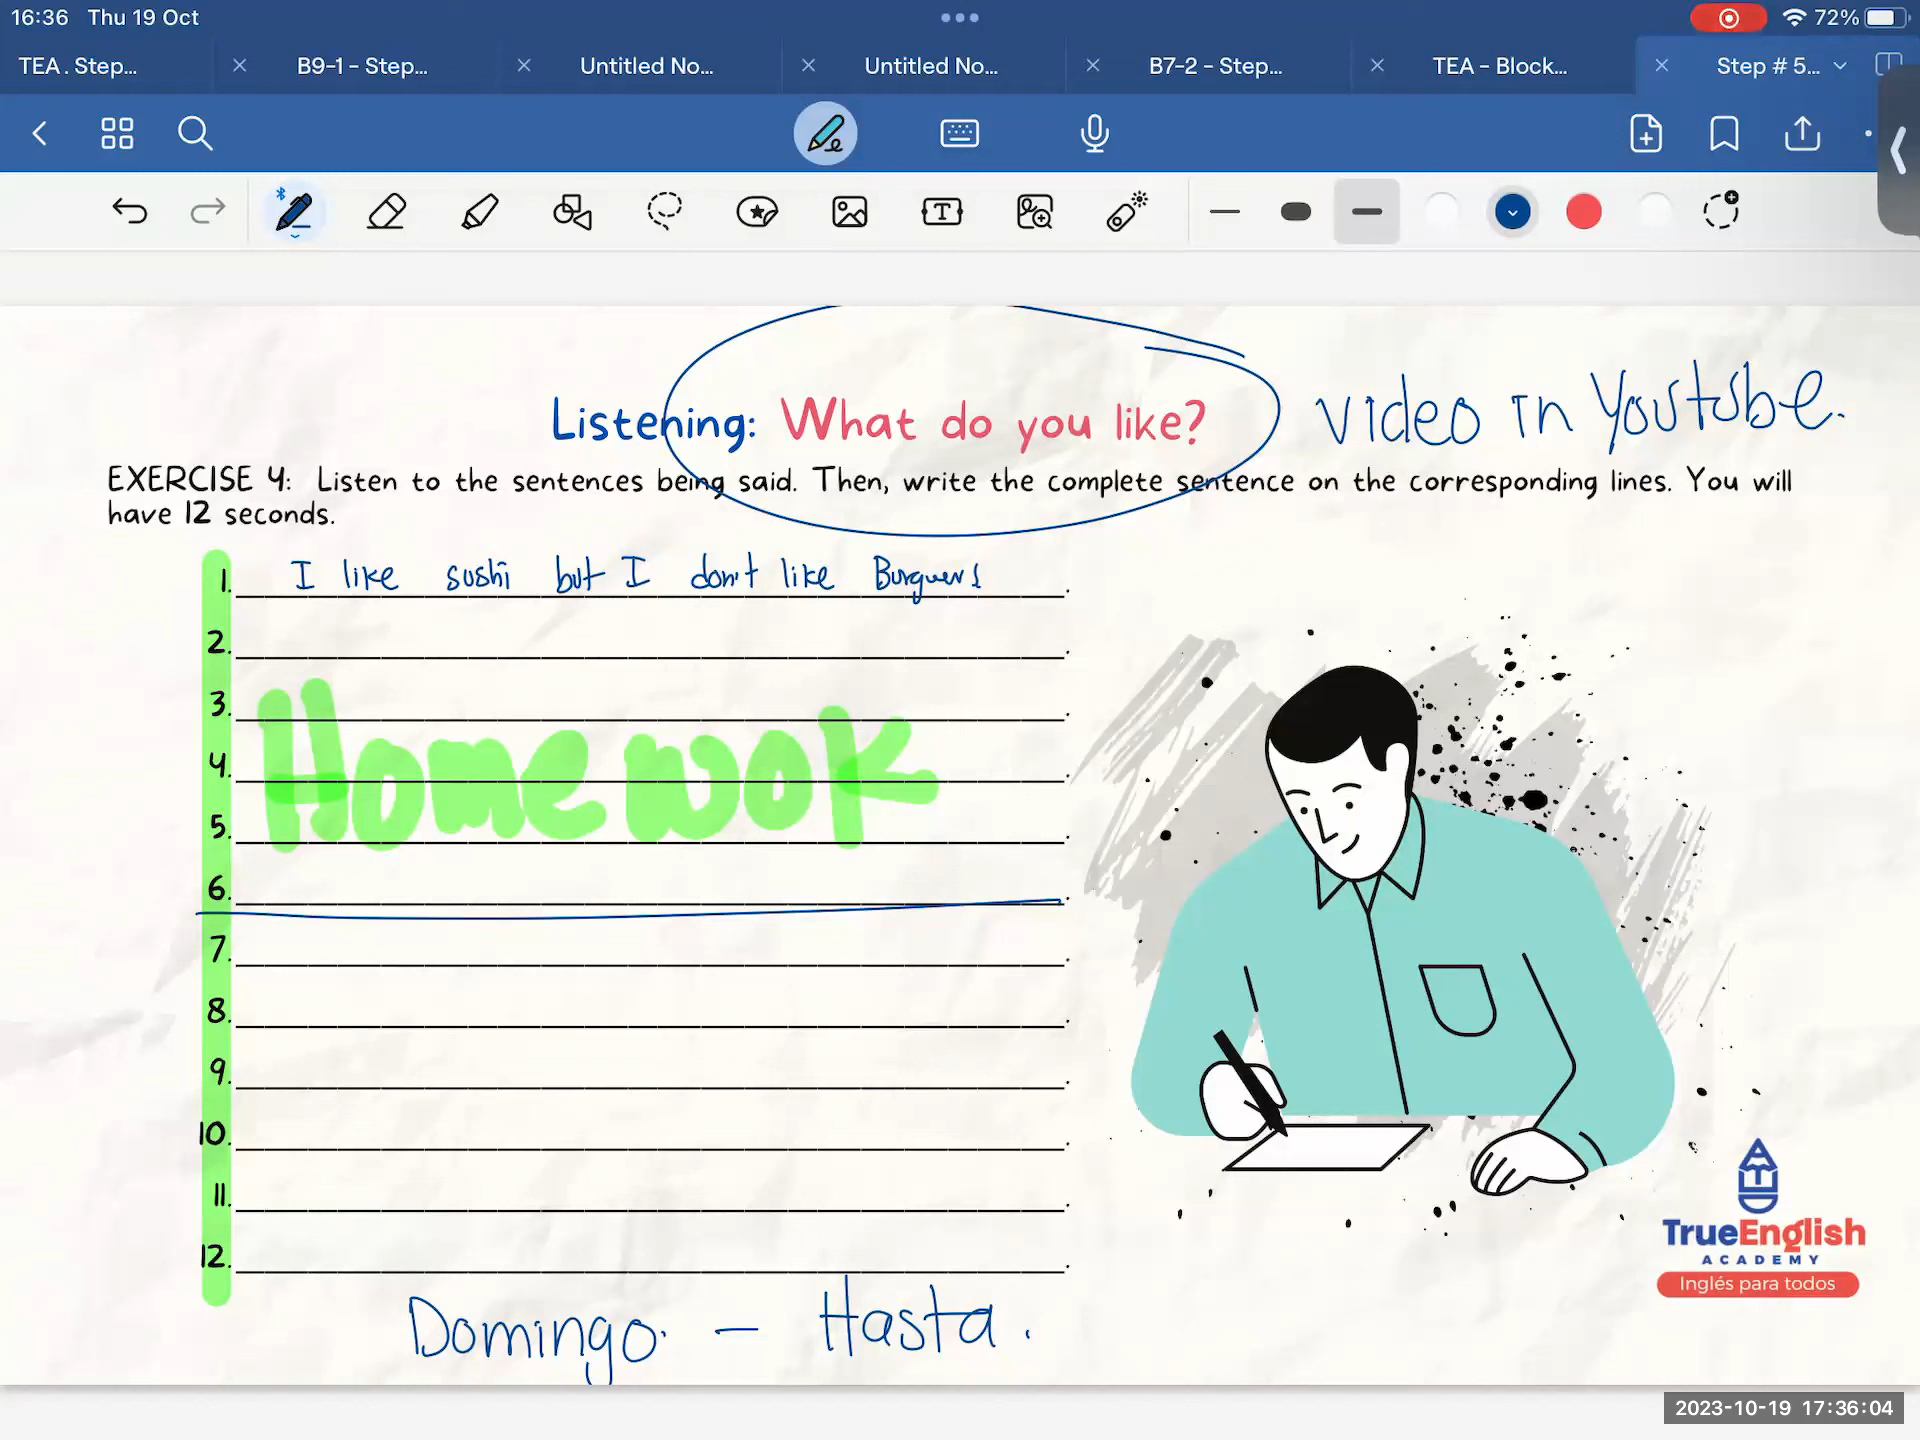 16:36 Thu 19 Oct
72%
TEA. Step...
B9-1 - Step...
Untitled No...
Untitled No...
B7-2 - Step...
TEA - Block...
Step # 5...
Listening: What do you like?
video in Youtube.
EXERCISE 4: Listen to the sentences being said. Then, write the complete sentence on the corresponding lines. You will
have 12 seconds.
1. I like sushi but I don't like Burguers.
2.
3.
Homewok
4.
5.
6.
7.
8.
9.
10.
11.
12.
TrueEnglish
ACADEMY
Inglés para todos
Domingo. - Hasta.
2023-10-19 17:36:04